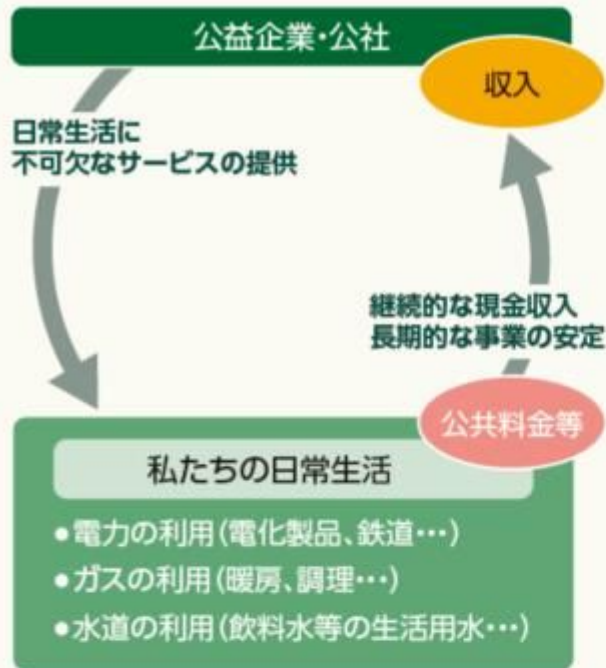 公益企業・公社
収入
日常生活に
不可欠なサービスの提供
継続的な現金収入
長期的な事業の安定
公共料金等
私たちの日常生活
●電力の利用(電化製品、鉄道・・・)
●ガスの利用(暖房、調理・・・)
●水道の利用(飲料水等の生活用水・・・)